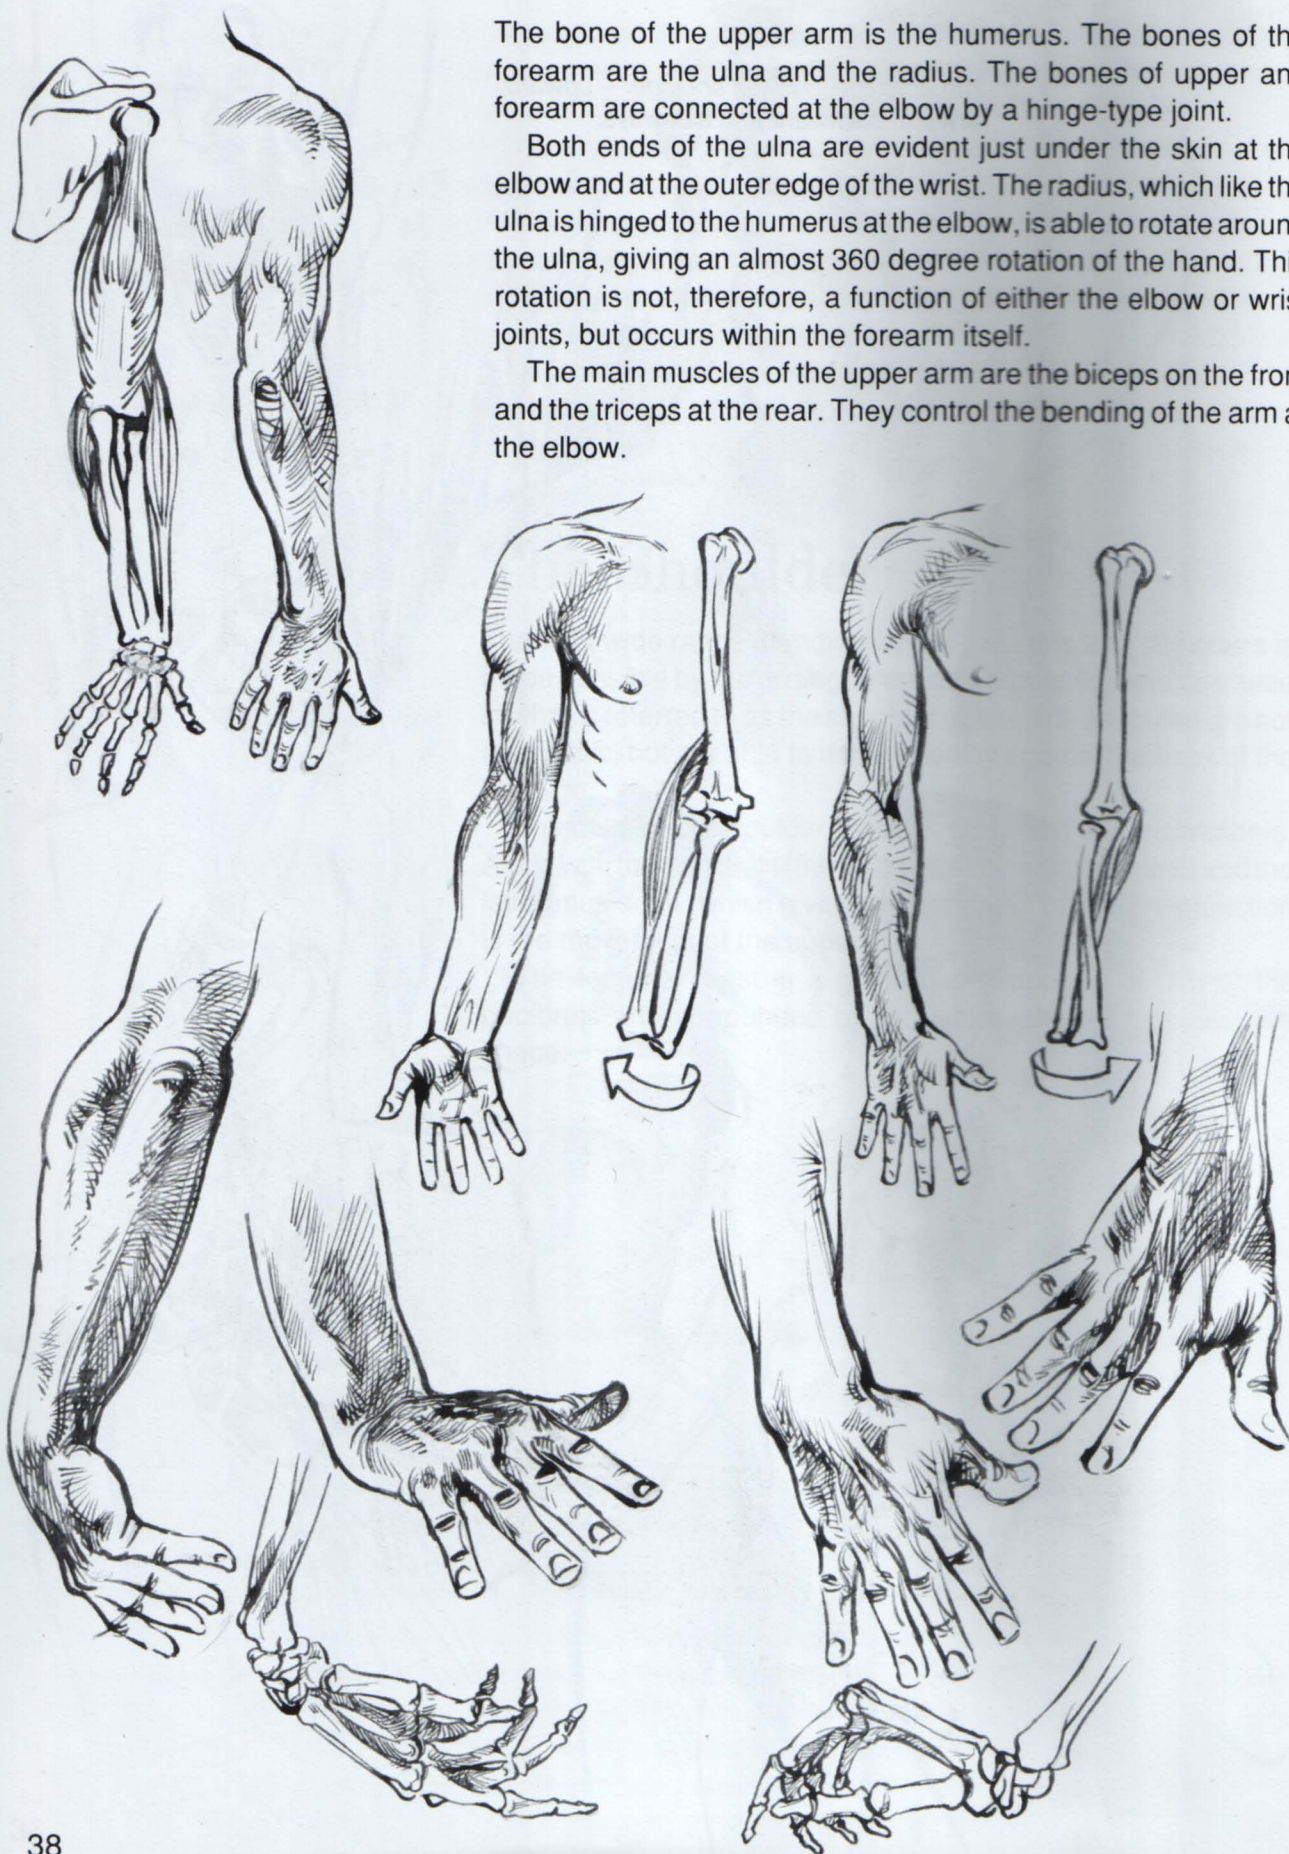 The bone of the upper arm is the humerus. The bones of th
forearm are the ulna and the radius. The bones of upper an
forearm are connected at the elbow by a hinge-type joint.
Both ends of the ulna are evident just under the skin at th
elbow and at the outer edge of the wrist. The radius, which like th
ulna is hinged to the humerus at the elbow, is able to rotate aroun
the ulna, giving an almost 360 degree rotation of the hand. Thi
rotation is not, therefore, a function of either the elbow or wris
joints, but occurs within the forearm itself.
The main muscles of the upper arm are the biceps on the fron
and the triceps at the rear. They control the bending of the arm a
the elbow.
38